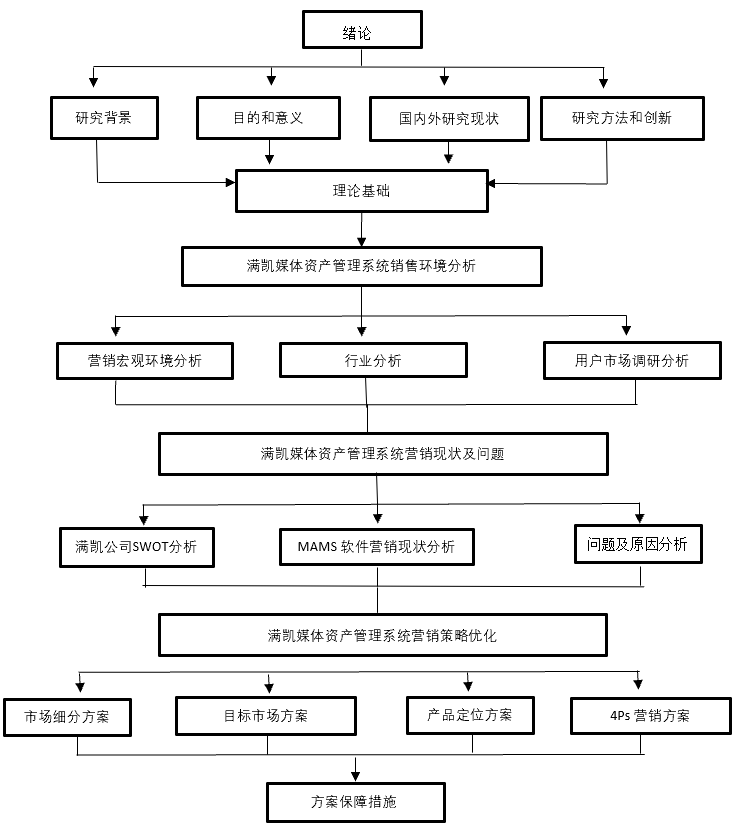 绪论
研究背景
目的和意义
国内外研究现状
研究方法和创新
理论基础
满凯媒体资产管理系统销售环境分析
营销宏观环境分析
行业分析
用户市场调研分析
满凯媒体资产管理系统营销现状及问题
满凯公司SWOT分析
MAMS 软件营销现状分析
问题及原因分析
满凯媒体资产管理系统营销策略优化
市场细分方案
目标市场方案
产品定位方案
4Ps 营销方案
方案保障措施